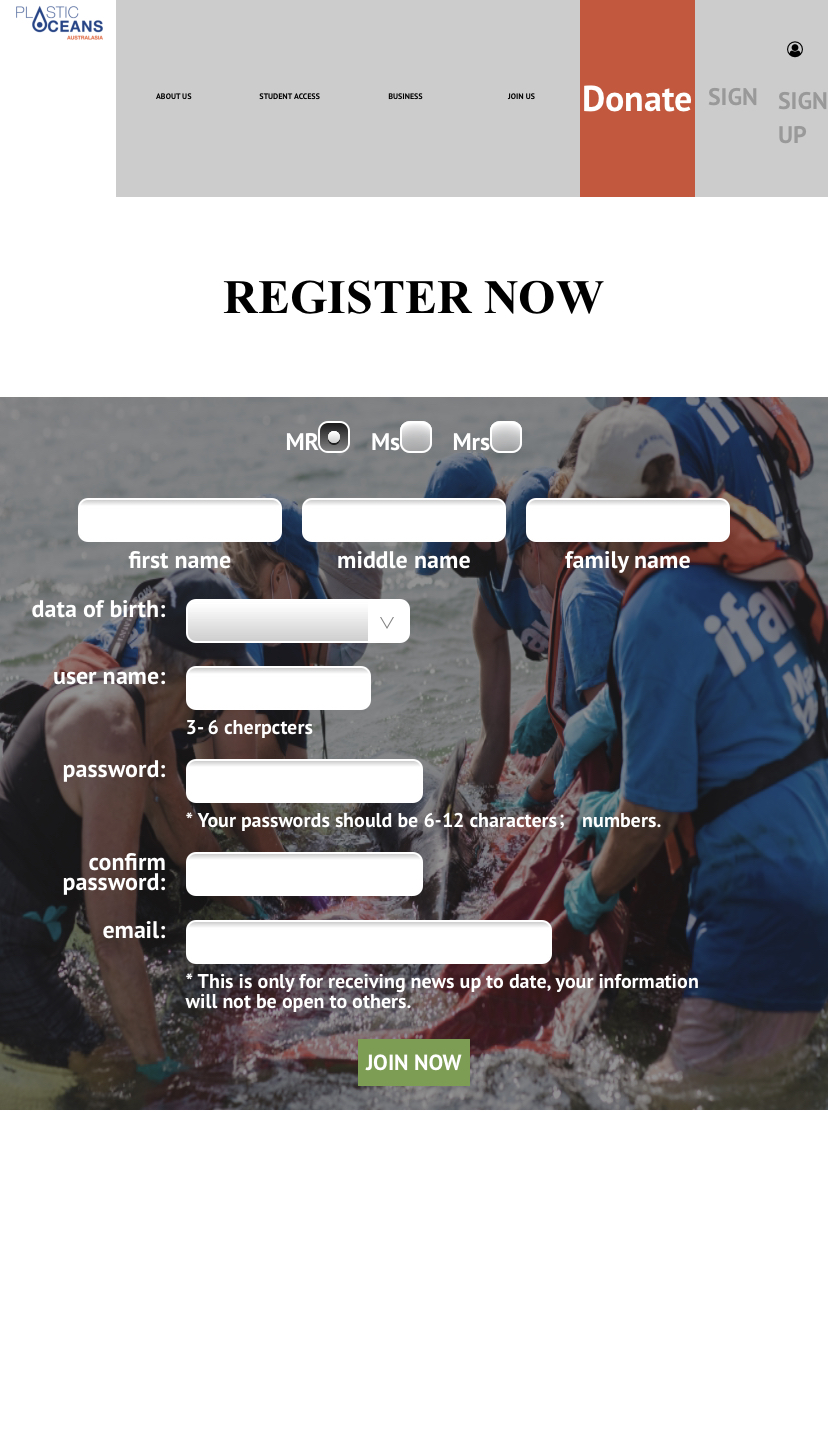 PLASTIC
OCEANS
AUSTRALASIA
ABOUT US
STUDENT ACCESS
BUSINESS
JOIN US
Donate
SIGN
SIGN
UP
REGISTER NOW
MR Ms Mrs
first name middle name family name
data of birth:
user name:
3- 6 cherpcters
password:
* Your passwords should be 6-12 characters； numbers.
confirm
password:
email:
* This is only for receiving news up to date, your information
will not be open to others.
JOIN NOW